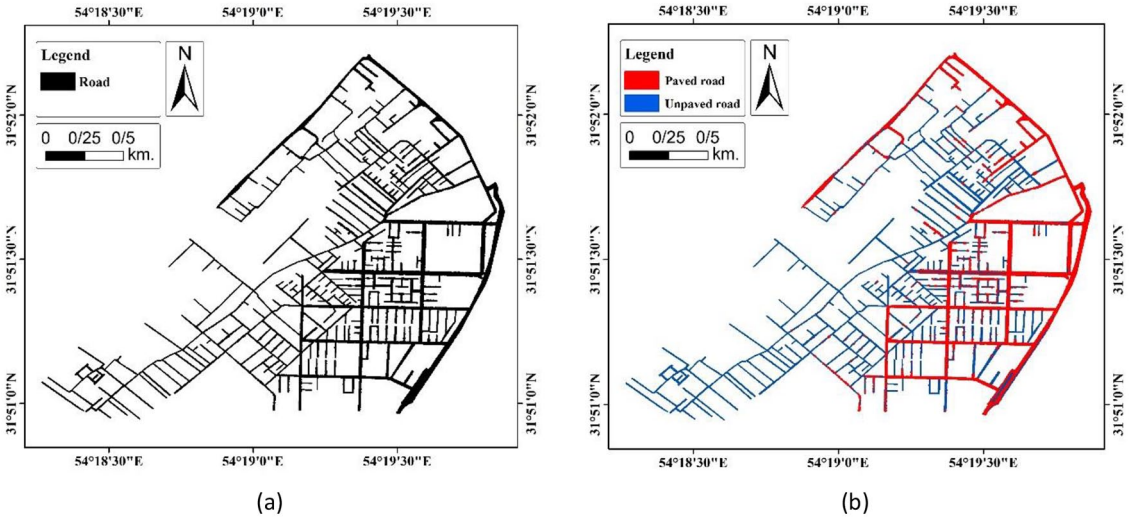 54°18'30"E 54°19'0"E 54°19'30"E
Legend
Road
N
0 0/25 0/5
km.
31°52'0"N 31°52'0"N
31°51'30"N 31°51'30"N
31°51'0"N 31°51'0"N
54°18'30"E 54°19'0"E 54°19'30"E
(a)
54°18'30"E 54°19'0"E 54°19'30"E
Legend
Paved road
Unpaved road
N
0 0/25 0/5
km.
31°52'0"N 31°52'0"N
31°51'30"N 31°51'30"N
31°51'0"N 31°51'0"N
54°18'30"E 54°19'0"E 54°19'30"E
(b)